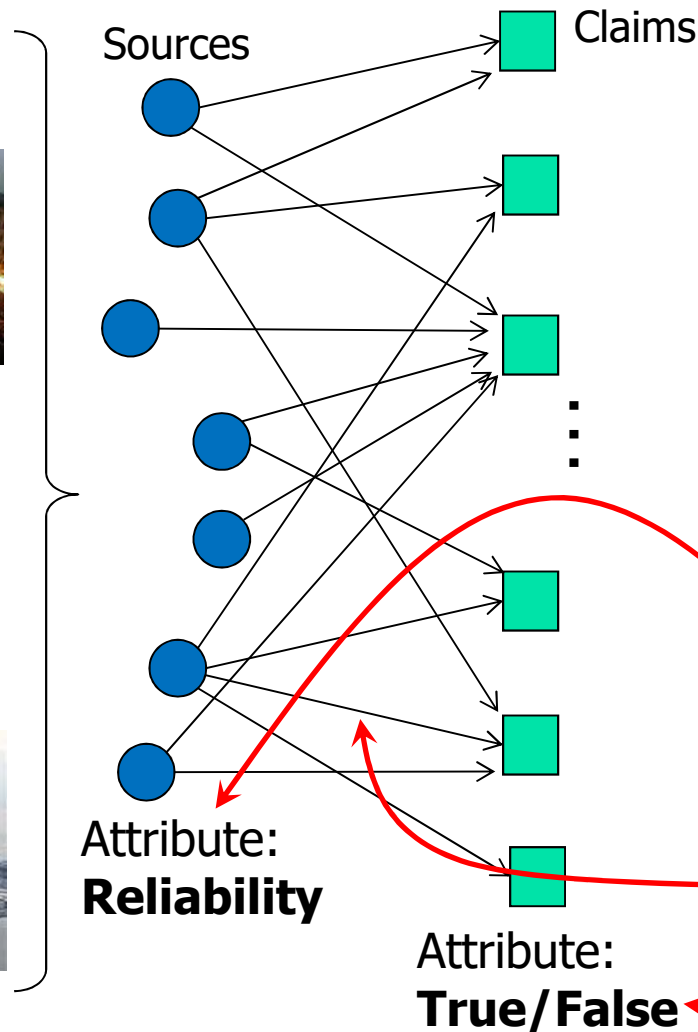 Sources
Claims
Attribute:
Reliability
Attribute:
True/False